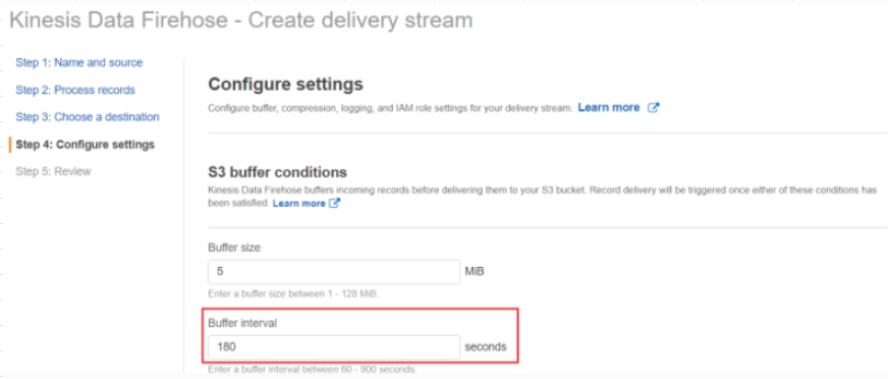 Kinesis Data Firehose - Create delivery stream
Step 1: Name and source
Step 2: Process records
Step 3: Choose a destination
Step 4: Configure settings
Step 5: Review
Configure settings
Configure buffer, compression, logging, and IAM role settings for your delivery stream. Learn more
S3 buffer conditions
Kinesis Data Firehose buffers incoming records before delivering them to your S3 bucket. Record delivery will be triggered once either of these conditions has
been satisfied. Learn more
Buffer size
5 MiB
Enter a buffer size between 1 - 128 MiB.
Buffer interval
180 seconds
Enter a buffer interval between 60 - 900 seconds.